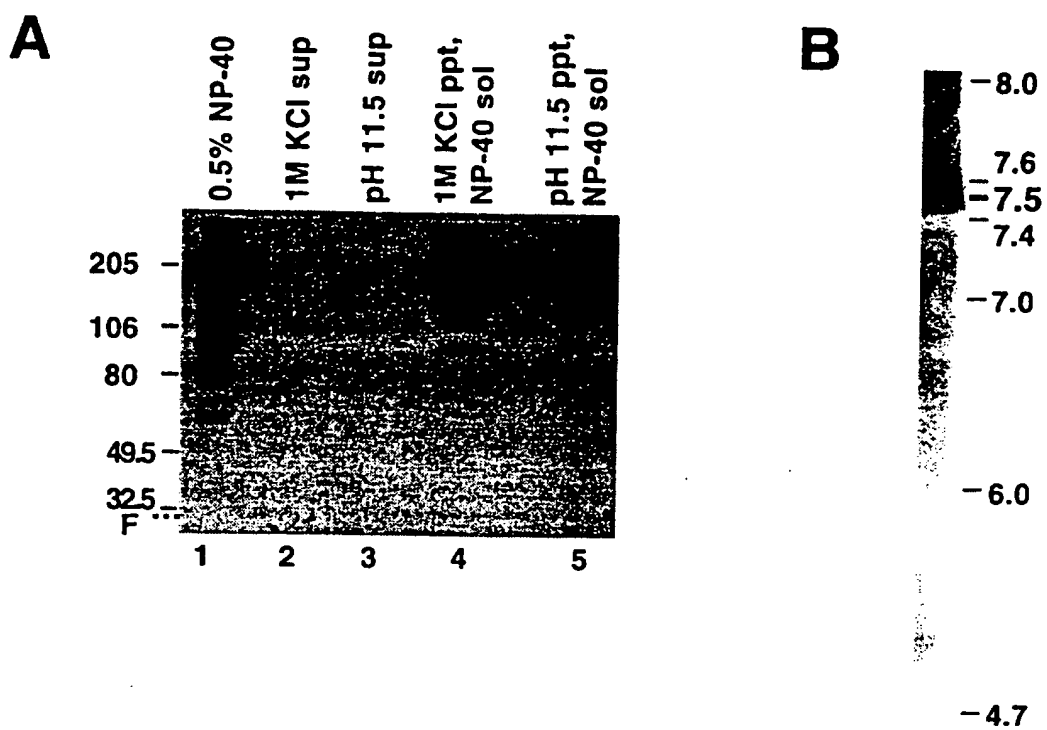 A
0.5% NP-40
1M KCl sup
pH 11.5 sup
1M KCl ppt,
NP-40 sol
pH 11.5 ppt,
NP-40 sol
205
106
80
49.5
32.5
F
1 2 3 4 5
B
8.0
7.6
7.5
7.4
7.0
6.0
4.7